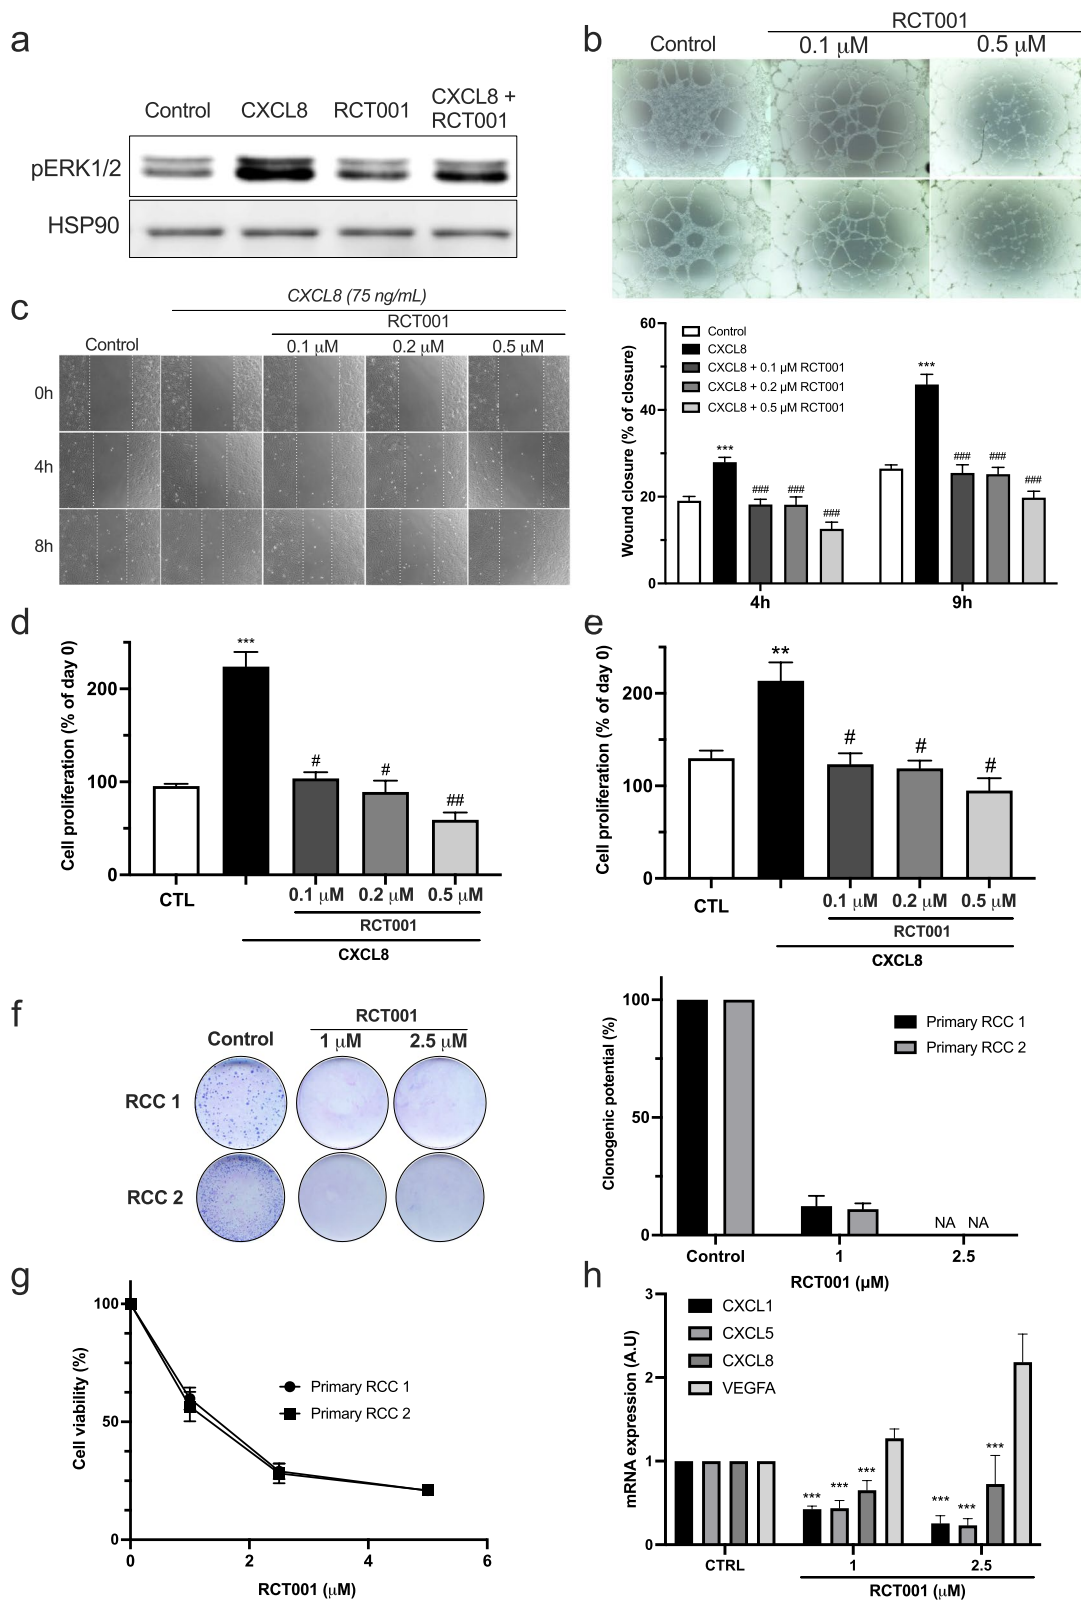 a
Control CXCL8 RCT001 CXCL8 +
RCT001
pERK1/2
HSP90
b
RCT001
Control 0.1 µM 0.5 µM
c
CXCL8 (75 ng/mL)
RCT001
Control 0.1 µM 0.2 µM 0.5 µM
0h
4h
8h
Wound closure (% of closure)
60
40
20
0
Control
CXCL8
CXCL8 + 0.1 µM RCT001
CXCL8 + 0.2 µM RCT001
CXCL8 + 0.5 µM RCT001
*** ### ### ###
*** ### ### ###
4h 9h
d
Cell proliferation (% of day 0)
200
100
0
*** # # ##
CTL 0.1 µM 0.2 µM 0.5 µM
RCT001
CXCL8
e
Cell proliferation (% of day 0)
200
100
0
** # # #
CTL 0.1 µM 0.2 µM 0.5 µM
RCT001
CXCL8
f
RCT001
Control 1 µM 2.5 µM
RCC 1
RCC 2
Clonogenic potential (%)
100
50
0
Primary RCC 1
Primary RCC 2
NA NA
Control 1 2.5
RCT001 (µM)
g
Cell viability (%)
100
50
0
Primary RCC 1
Primary RCC 2
0 2 4 6
RCT001 (µM)
h
mRNA expression (A.U)
3
2
1
0
CXCL1
CXCL5
CXCL8
VEGFA
*** *** ***
*** *** ***
CTRL 1 2.5
RCT001 (µM)